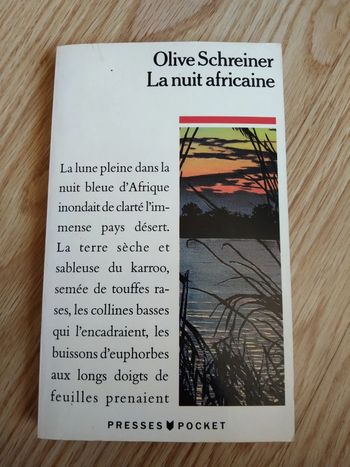 Olive Schreiner
La nuit africaine
La lune pleine dans la
nuit bleue d'Afrique
inondait de clarté l'im-
mense pays désert.
La terre sèche et
sableuse du karroo,
semée de touffes ra-
ses, les collines basses
qui l'encadraient, les
buissons d'euphorbes
aux longs doigts de
feuilles prenaient
PRESSES POCKET